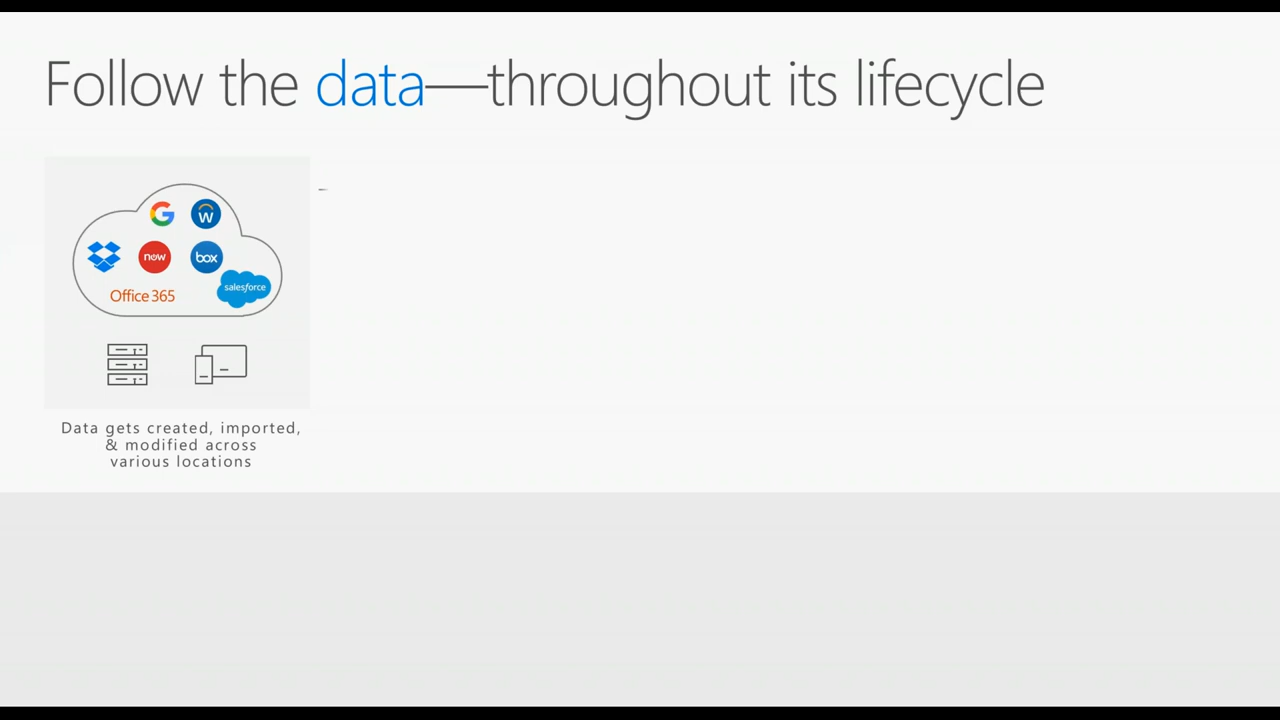 Follow the data—throughout its lifecycle
G W
now box
salesforce
Office 365
Data gets created, imported,
& modified across
various locations